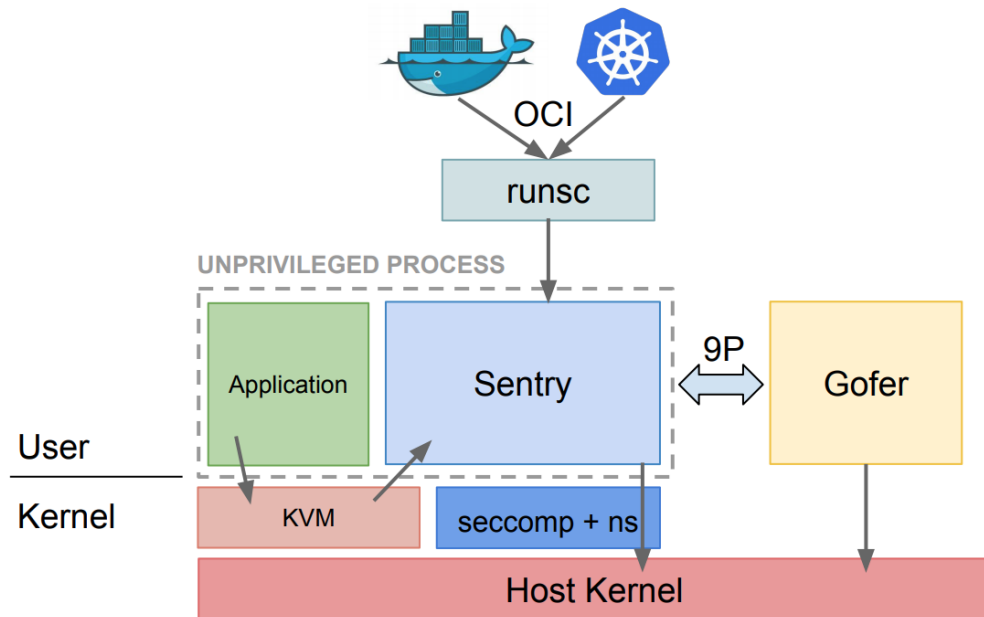 OCI
runsc
UNPRIVILEGED PROCESS
Application
Sentry
9P
Gofer
User
Kernel
KVM
seccomp + ns
Host Kernel